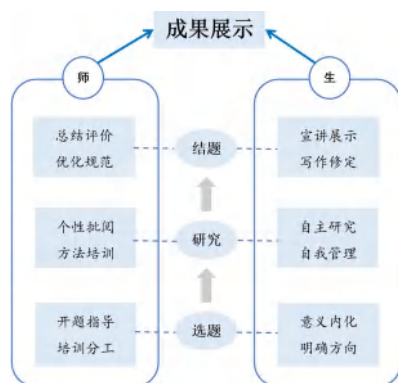 成果展示
师
生
总结评价
优化规范
结题
宣讲展示
写作修定
个性批阅
方法培训
研究
自主研究
自我管理
开题指导
培训分工
选题
意义内化
明确方向